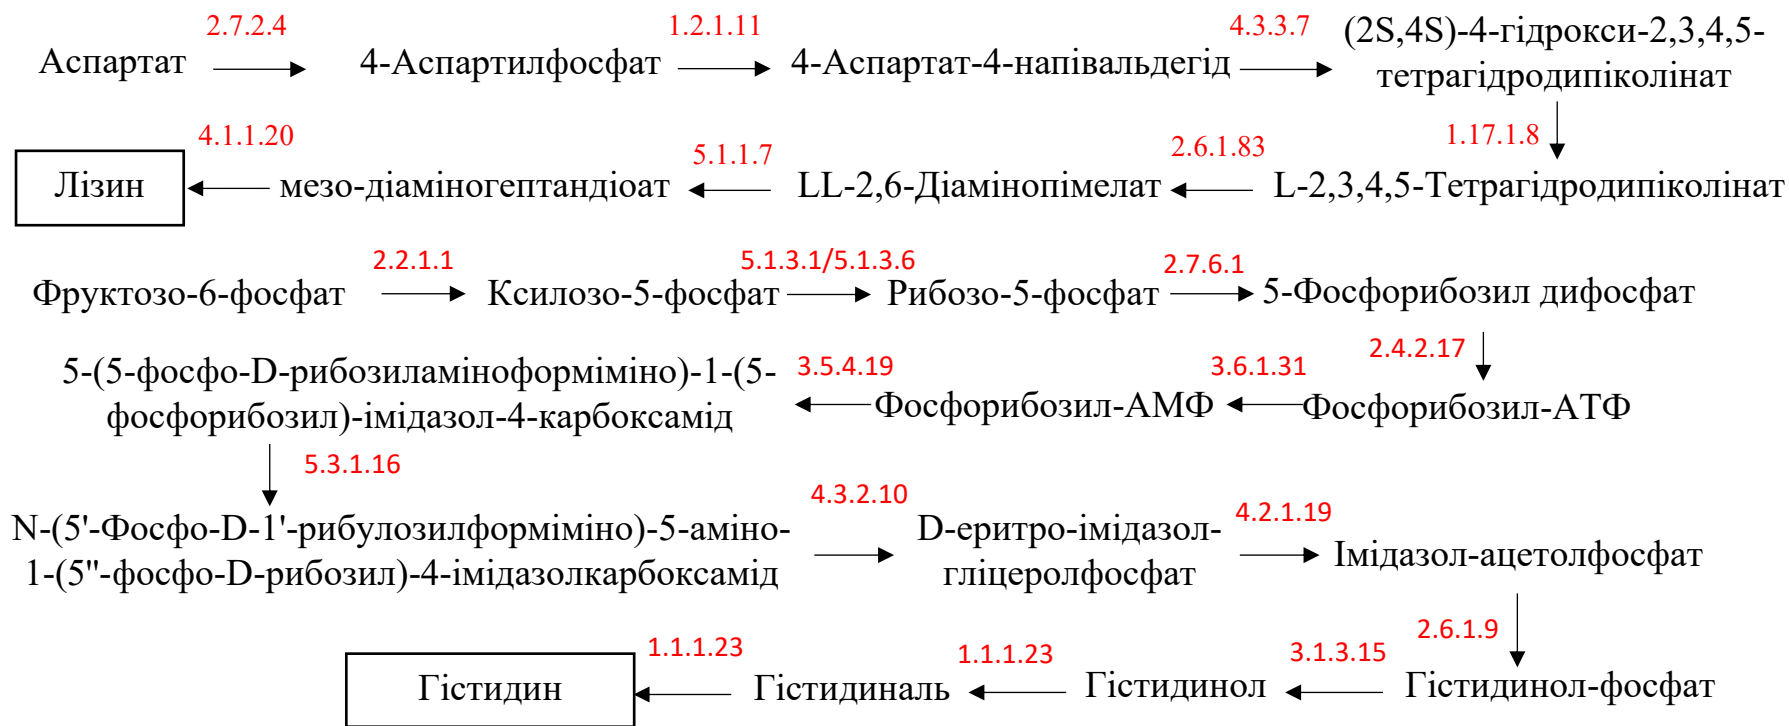 2.7.2.4 1.2.1.11 4.3.3.7 (2S,4S)-4-гідрокси-2,3,4,5-
Аспартат 4-Аспартилфосфат 4-Аспартат-4-напівальдегід тетрагідродипіколінат
4.1.1.20 5.1.1.7 2.6.1.83 1.17.1.8
Лізин мезо-діаміногептандіоат LL-2,6-Діамінопімелат L-2,3,4,5-Тетрагідродипіколінат
2.2.1.1 5.1.3.1/5.1.3.6 2.7.6.1
Фруктозо-6-фосфат Ксилозо-5-фосфат Рибозо-5-фосфат 5-Фосфорибозил дифосфат
5-(5-фосфо-D-рибозиламіноформіміно)-1-(5- 3.5.4.19 3.6.1.31 2.4.2.17
фосфорибозил)-імідазол-4-карбоксамід Фосфорибозил-АМФ Фосфорибозил-АТФ
5.3.1.16
N-(5'-Фосфо-D-1'-рибулозилформіміно)-5-аміно- 4.3.2.10 D-еритро-імідазол- 4.2.1.19
1-(5"-фосфо-D-рибозил)-4-імідазолкарбоксамід гліцеролфосфат Імідазол-ацетолфосфат
1.1.1.23 1.1.1.23 3.1.3.15 2.6.1.9
Гістидин Гістидиналь Гістидинол Гістидинол-фосфат